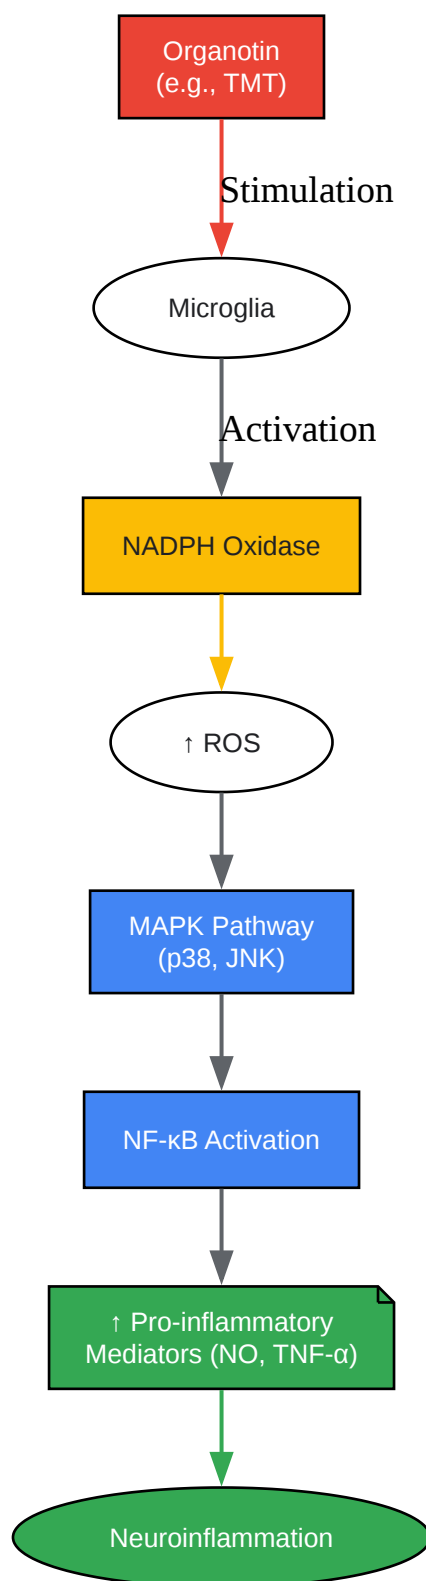 Organotin
(e.g., TMT)
Stimulation
Microglia
Activation
NADPH Oxidase
↑ ROS
MAPK Pathway
(p38, JNK)
NF-κB Activation
↑ Pro-inflammatory
Mediators (NO, TNF-α)
Neuroinflammation